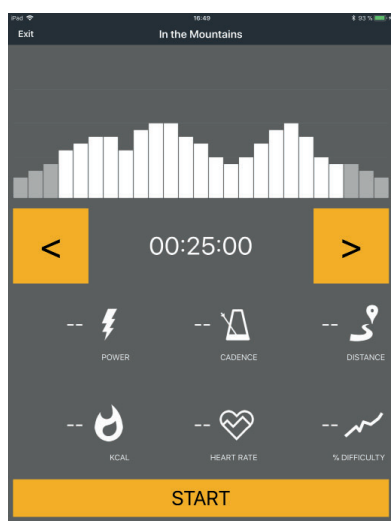 iPad 16:49 93 %
Exit In the Mountains
< 00:25:00 >
-- -- --
POWER CADENCE DISTANCE
-- -- --
KCAL HEART RATE % DIFFICULTY
START